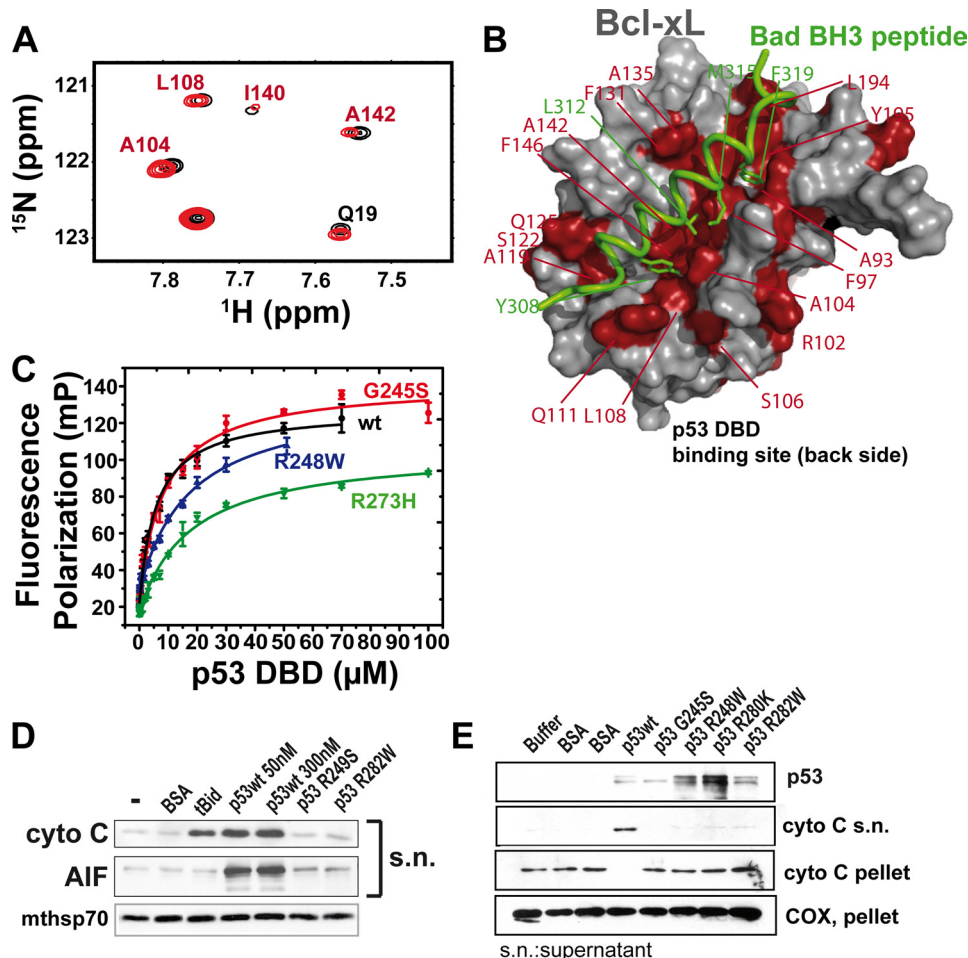 A
15N (ppm)
121
122
123
L108
I140
A142
A104
Q19
7.8
7.7
7.6
7.5
1H (ppm)
B
Bcl-xL
Bad BH3 peptide
A135
F131
M315
F319
L194
L312
A142
Y195
F146
Q125
S122
A119
A93
F97
Y308
A104
R102
Q111
L108
S106
p53 DBD
binding site (back side)
C
Fluorescence
Polarization (mP)
140
120
100
80
60
40
20
G245S
wt
R248W
R273H
0
10
20
30
40
50
60
70
80
90
100
p53 DBD (µM)
D
-
BSA
tBid
p53wt 50nM
p53wt 300nM
p53 R249S
p53 R282W
cyto C
AIF
s.n.
mthsp70
E
Buffer
BSA
BSA
p53wt
p53 G245S
p53 R248W
p53 R280K
p53 R282W
p53
cyto C s.n.
cyto C pellet
COX, pellet
s.n.:supernatant